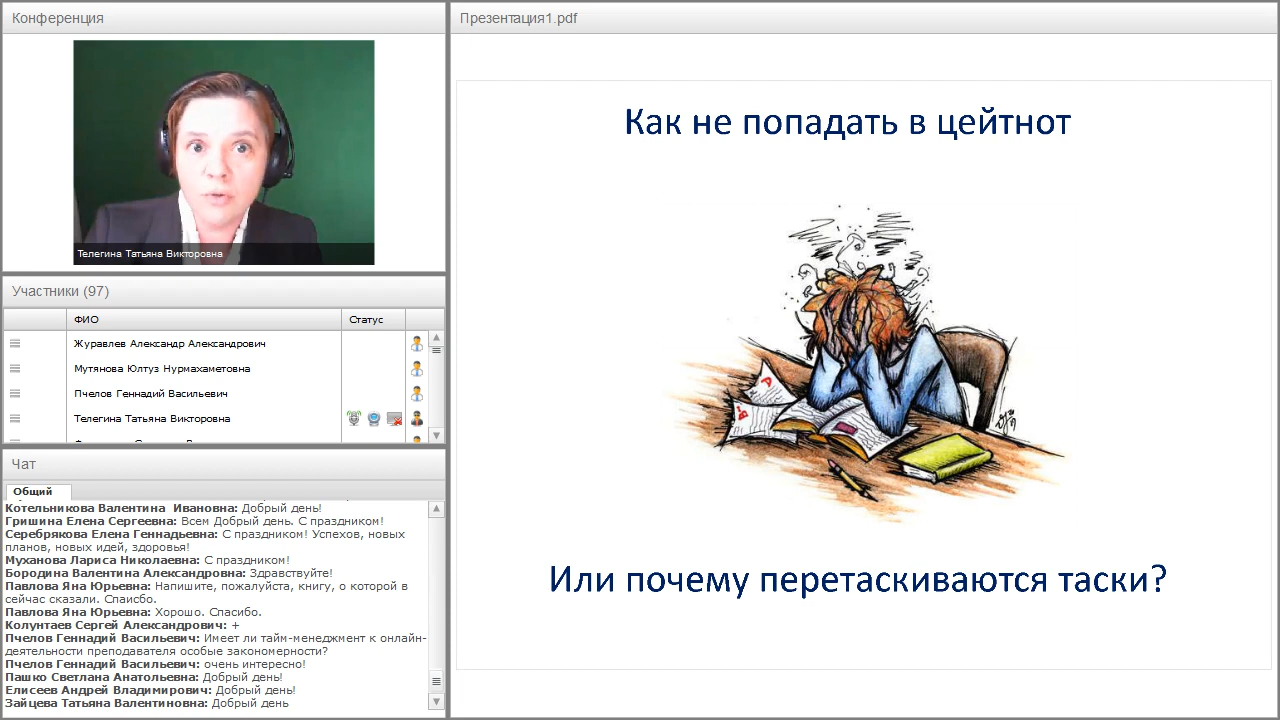 Конференция
Телегина Татьяна Викторовна
Участники (97)
ФИО
Статус
Журавлев Александр Александрович
Мутянова Юлтуз Нурмахаметовна
Пчелов Геннадий Васильевич
Телегина Татьяна Викторовна
Чат
Общий
Котельникова Валентина Ивановна: Добрый день!
Гришина Елена Сергеевна: Всем Добрый день. С праздником!
Серебрякова Елена Геннадьевна: С праздником! Успехов, новых
планов, новых идей, здоровья!
Муханова Лариса Николаевна: С праздником!
Бородина Валентина Александровна: Здравствуйте!
Павлова Яна Юрьевна: Напишите, пожалуйста, книгу, о которой в
сейчас сказали. Спаисбо.
Павлова Яна Юрьевна: Хорошо. Спасибо.
Колунтаев Сергей Александрович: +
Пчелов Геннадий Васильевич: Имеет ли тайм-менеджмент к онлайн-
деятельности преподавателя особые закономерности?
Пчелов Геннадий Васильевич: очень интересно!
Пашко Светлана Анатольевна: Добрый день!
Елисеев Андрей Владимирович: Добрый день!
Зайцева Татьяна Валентиновна: Добрый день
Презентация1.pdf
Как не попадать в цейтнот
Или почему перетаскиваются таски?